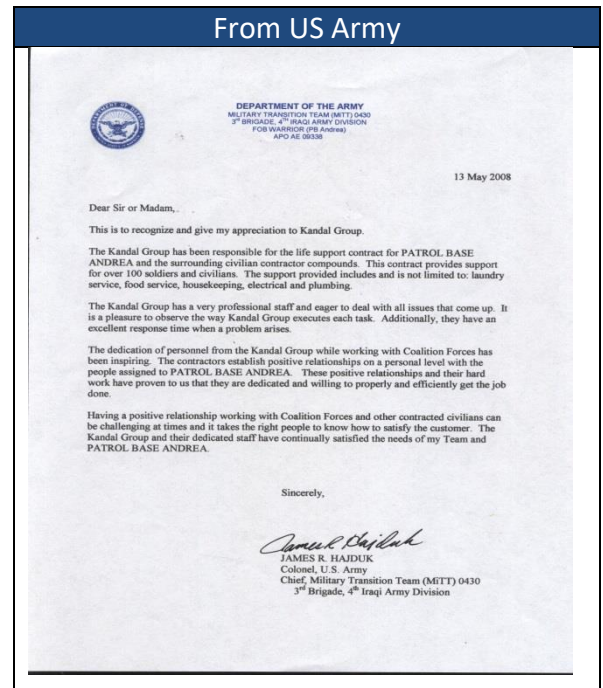 From US Army
DEPARTMENT OF THE ARMY
MILITARY TRANSITION TEAM (MiTT) 0430
3rd BRIGADE, 4TH IRAQI ARMY DIVISION
FOB WARRIOR (PB Andrea)
APO AE 09338
13 May 2008
Dear Sir or Madam,
This is to recognize and give my appreciation to Kandal Group.
The Kandal Group has been responsible for the life support contract for PATROL BASE
ANDREA and the surrounding civilian contractor compounds. This contract provides support
for over 100 soldiers and civilians. The support provided includes and is not limited to: laundry
service, food service, housekeeping, electrical and plumbing.
The Kandal Group has a very professional staff and eager to deal with all issues that come up. It
is a pleasure to observe the way Kandal Group executes each task. Additionally, they have an
excellent response time when a problem arises.
The dedication of personnel from the Kandal Group while working with Coalition Forces has
been inspiring. The contractors establish positive relationships on a personal level with the
people assigned to PATROL BASE ANDREA. These positive relationships and their hard
work have proven to us that they are dedicated and willing to properly and efficiently get the job
done.
Having a positive relationship working with Coalition Forces and other contracted civilians can
be challenging at times and it takes the right people to know how to satisfy the customer. The
Kandal Group and their dedicated staff have continually satisfied the needs of my Team and
PATROL BASE ANDREA.
Sincerely,
James R Hajduk
JAMES R. HAJDUK
Colonel, U.S. Army
Chief, Military Transition Team (MiTT) 0430
3rd Brigade, 4th Iraqi Army Division